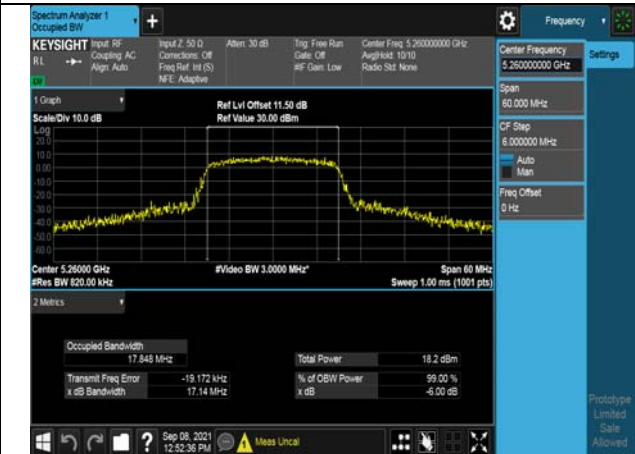 Spectrum Analyzer 1
Occupied BW
+
Frequency
KEYSIGHT
RL
Input: RF
Coupling: AC
Align: Auto
Input Z: 50 Ω
Corrections: Off
Freq Ref: Int (S)
NFE: Adaptive
Atten: 30 dB
Trig: Free Run
Gate: Off
#IF Gain: Low
Center Freq: 5.260000000 GHz
Avg|Hold: 10/10
Radio Std: None
Center Frequency
5.260000000 GHz
Settings
Span
60.000 MHz
CF Step
6.000000 MHz
Auto
Man
Freq Offset
0 Hz
1 Graph
Scale/Div 10.0 dB
Ref Lvl Offset 11.50 dB
Ref Value 30.00 dBm
Log
20.0
10.0
0.00
-10.0
-20.0
-30.0
-40.0
-50.0
-60.0
Center 5.26000 GHz
#Res BW 820.00 kHz
#Video BW 3.0000 MHz*
Span 60 MHz
Sweep 1.00 ms (1001 pts)
2 Metrics
Occupied Bandwidth
17.848 MHz
Total Power
18.2 dBm
Transmit Freq Error
-19.172 kHz
% of OBW Power
99.00 %
x dB Bandwidth
17.14 MHz
x dB
-6.00 dB
Prototype
Limited
Sale
Allowed
?
Sep 08, 2021
12:52:36 PM
Meas Uncal